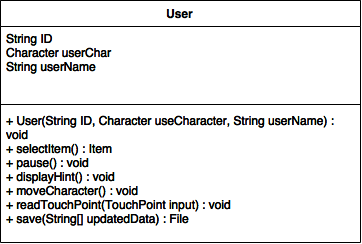 User
String ID
Character userChar
String userName
+ User(String ID, Character useCharacter, String userName) :
void
+ selectItem() : Item
+ pause() : void
+ displayHint() : void
+ moveCharacter() : void
+ readTouchPoint(TouchPoint input) : void
+ save(String[] updatedData) : File